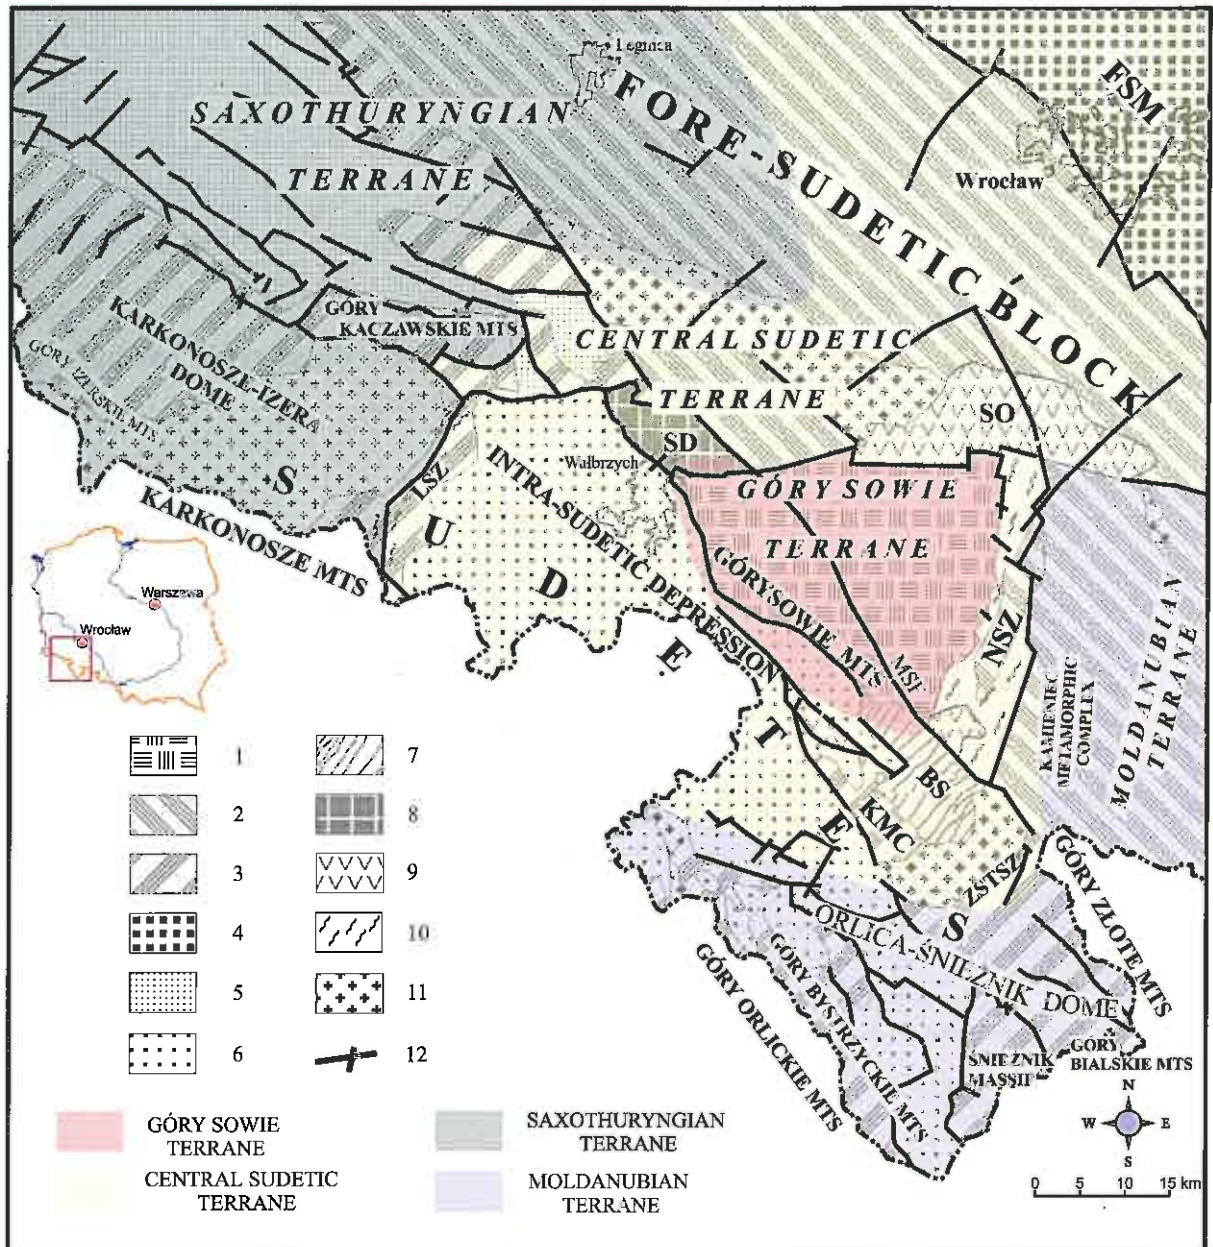 Legnica
FORE-SUDETIC BLOCK
FSM
SAXOTHURYNGIAN
TERRANE
Wrocław
GÓRY
KACZAWSKIE MTS
KARKONOSZE-IZERA
DOME
GÓRY IZERSKIE MTS
CENTRAL SUDETIC
TERRANE
SO
SD
Wałbrzych
SUDETES
LSZ
INTRA-SUDETIC DEPRESSION
GÓRY SOWIE
TERRANE
KARKONOSZE MTS
GÓRY SOWIE MTS
MSF
NSZ
KAMIENIEC
METAMORPHIC
COMPLEX
MOLDANUBIAN
TERRANE
Warszawa
Wrocław
BS
KMC
ZSTSZ
GÓRY ZŁOTE MTS
ORLICA-ŚNIEŻNIK DOME
GÓRY BYSTRZYCKIE MTS
GÓRY ORLICKIE MTS
ŚNIEŻNIK
MASSIF
GÓRY
BIALSKIE MTS
1
2
3
4
5
6
7
8
9
10
11
12
N
W
E
S
0 5 10 15 km
GÓRY SOWIE
TERRANE
CENTRAL SUDETIC
TERRANE
SAXOTHURYNGIAN
TERRANE
MOLDANUBIAN
TERRANE